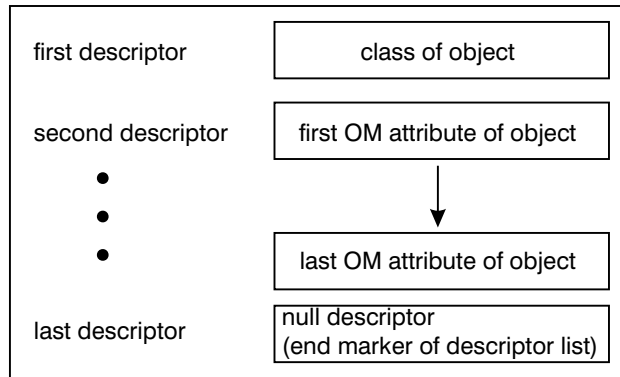 first descriptor
class of object
second descriptor
first OM attribute of object
last OM attribute of object
last descriptor
null descriptor
(end marker of descriptor list)